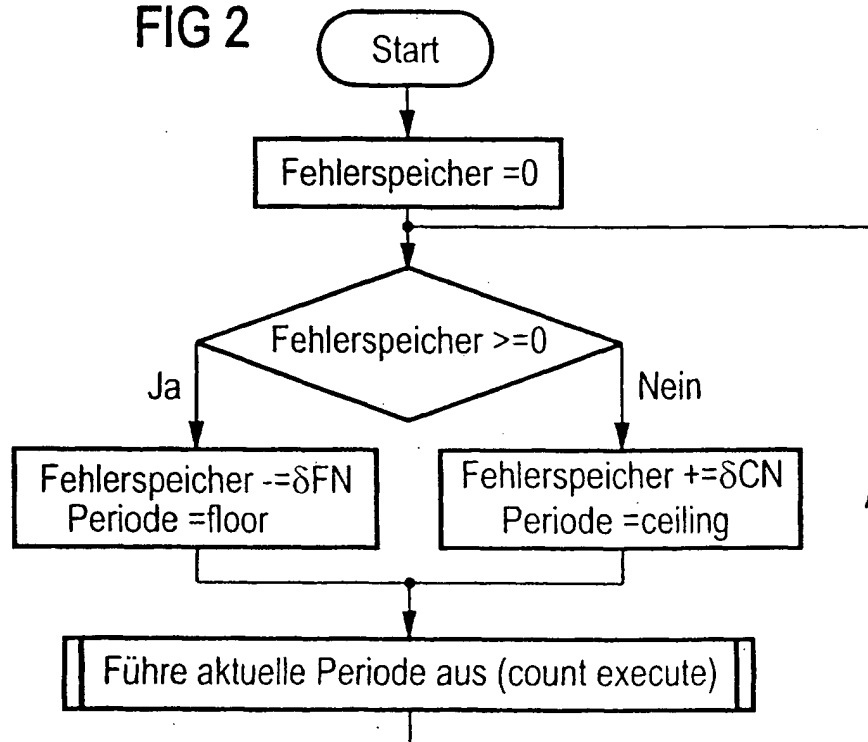 FIG 2
Start
Fehlerspeicher =0
Fehlerspeicher >=0
Ja
Nein
Fehlerspeicher -=δFN
Periode =floor
Fehlerspeicher +=δCN
Periode =ceiling
Führe aktuelle Periode aus (count execute)